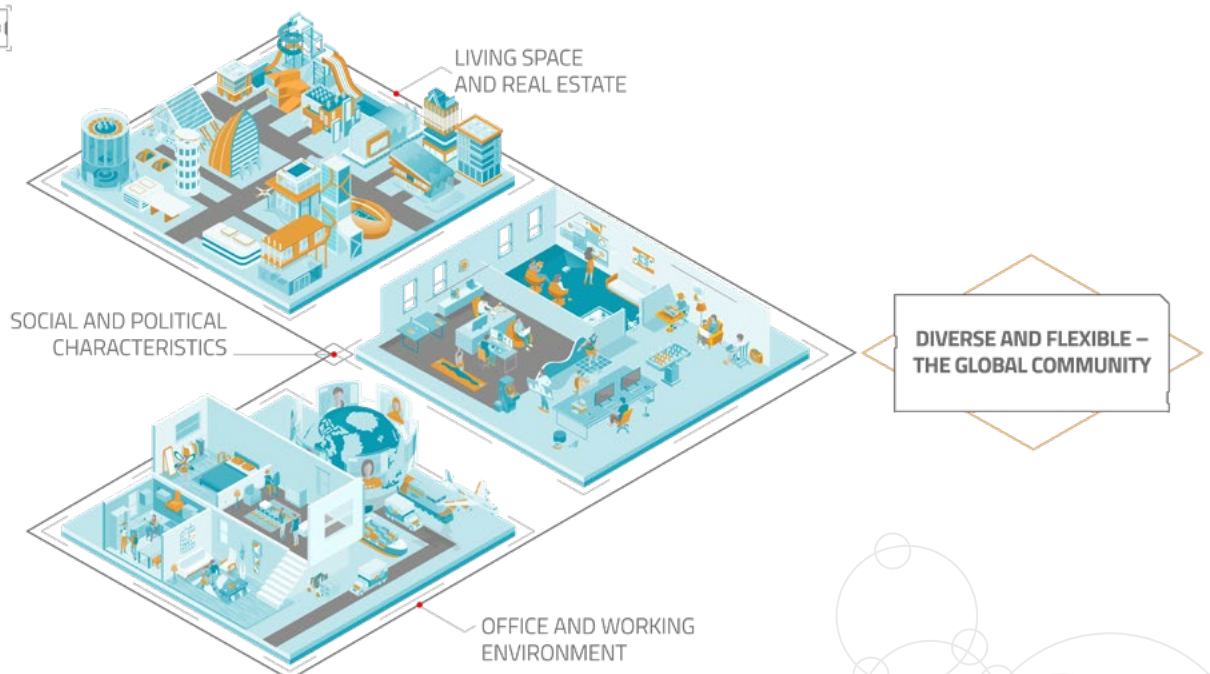 LIVING SPACE
AND REAL ESTATE
SOCIAL AND POLITICAL
CHARACTERISTICS
DIVERSE AND FLEXIBLE –
THE GLOBAL COMMUNITY
OFFICE AND WORKING
ENVIRONMENT